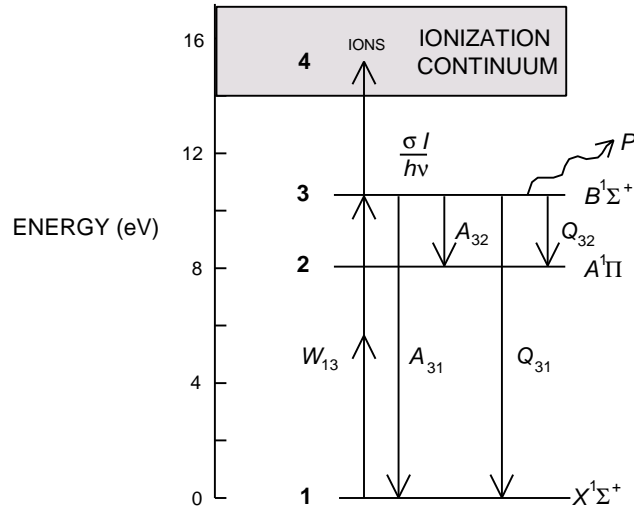 16
4
IONS
IONIZATION
CONTINUUM
12
σ I
hν
P
3
B¹Σ⁺
ENERGY (eV)
A₃₂
Q₃₂
8
2
A¹Π
4
W₁₃
A₃₁
Q₃₁
0
1
X¹Σ⁺